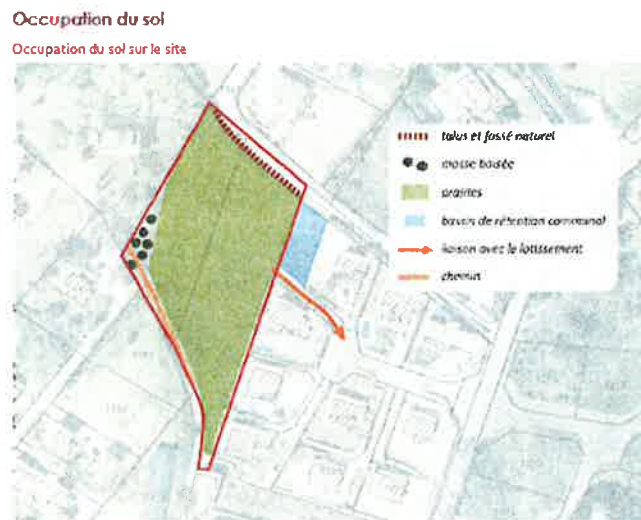 Occupation du sol
Occupation du sol sur le site
talus et fossé naturel
masse boisée
prairies
bassin de rétention communal
liaison avec le lotissement
chemin